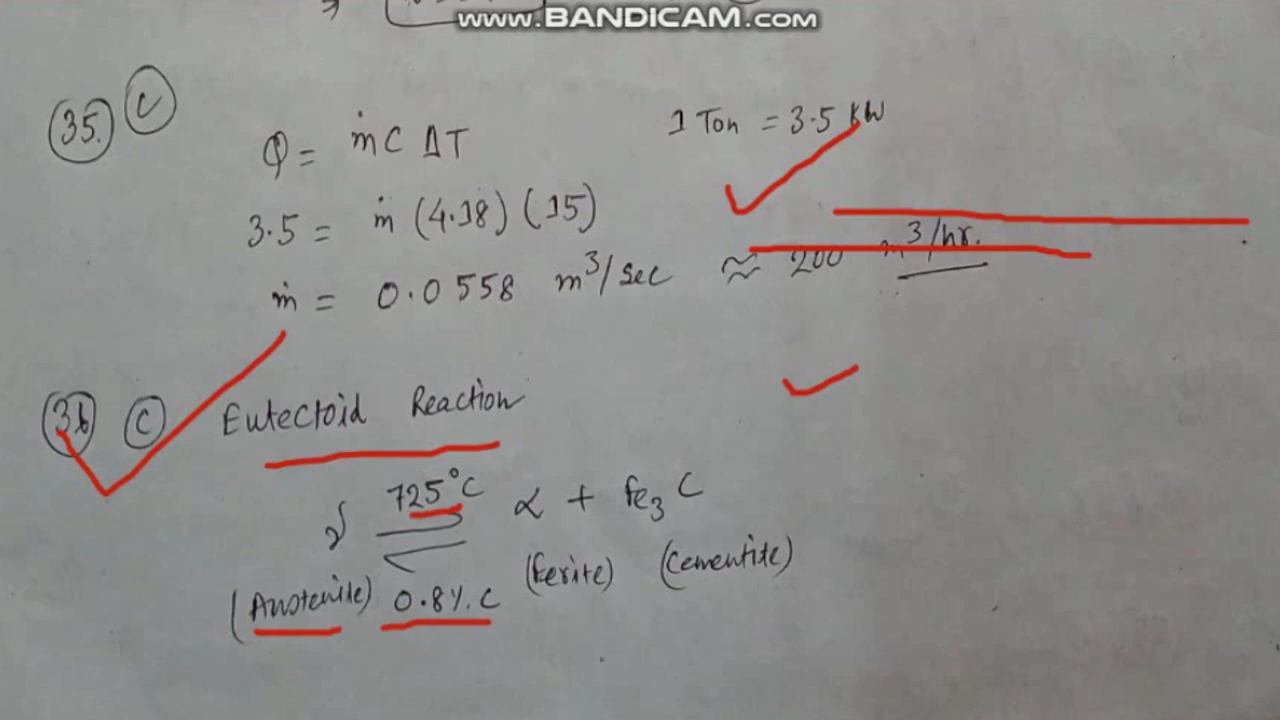 www.BANDICAM.com
35. C
Q = ṁ C ΔT
1 Ton = 3.5 KW
3.5 = ṁ (4.18) (15)
ṁ = 0.0558 m³/sec ≈ 200 m³/hr.
36 C Eutectoid Reaction
γ 725°C ⇌ α + Fe₃C
(Austenite) 0.8%.C (Ferite) (Cementite)